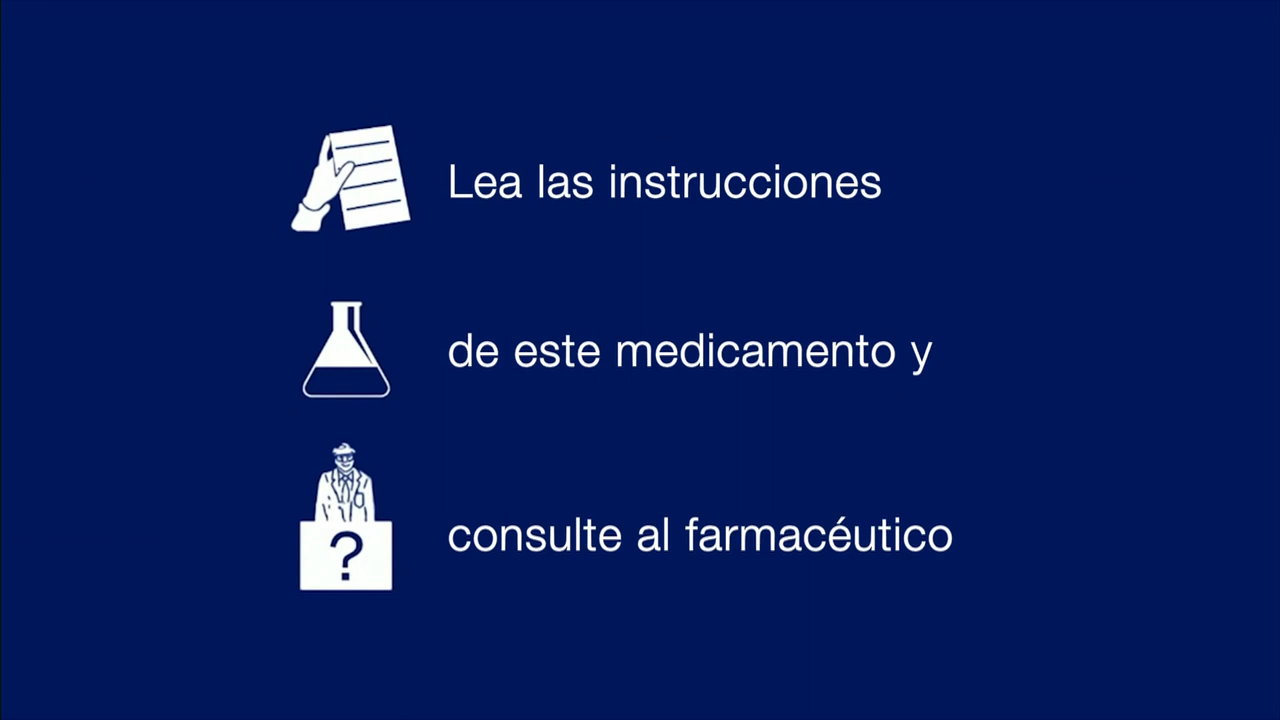 Lea las instrucciones
de este medicamento y
consulte al farmacéutico
?